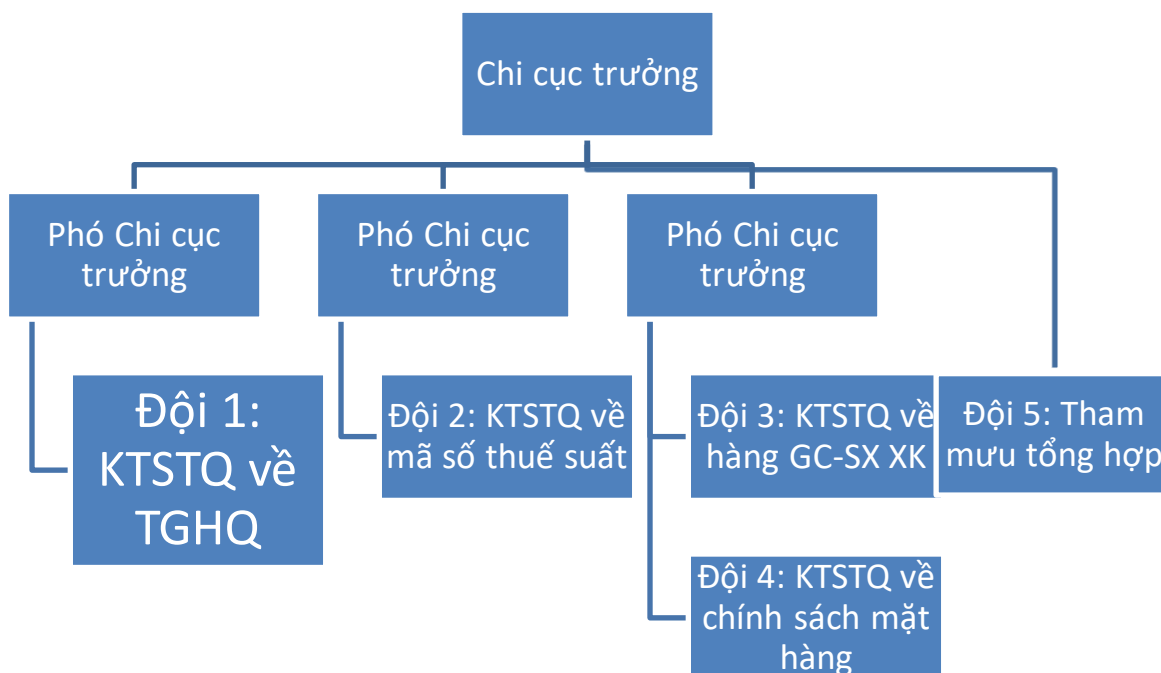 Chi cục trưởng
Phó Chi cục
trưởng
Phó Chi cục
trưởng
Phó Chi cục
trưởng
Đội 1:
KTSTQ về
TGHQ
Đội 2: KTSTQ về
mã số thuế suất
Đội 3: KTSTQ về
hàng GC-SX XK
Đội 5: Tham
mưu tổng hợp
Đội 4: KTSTQ về
chính sách mặt
hàng